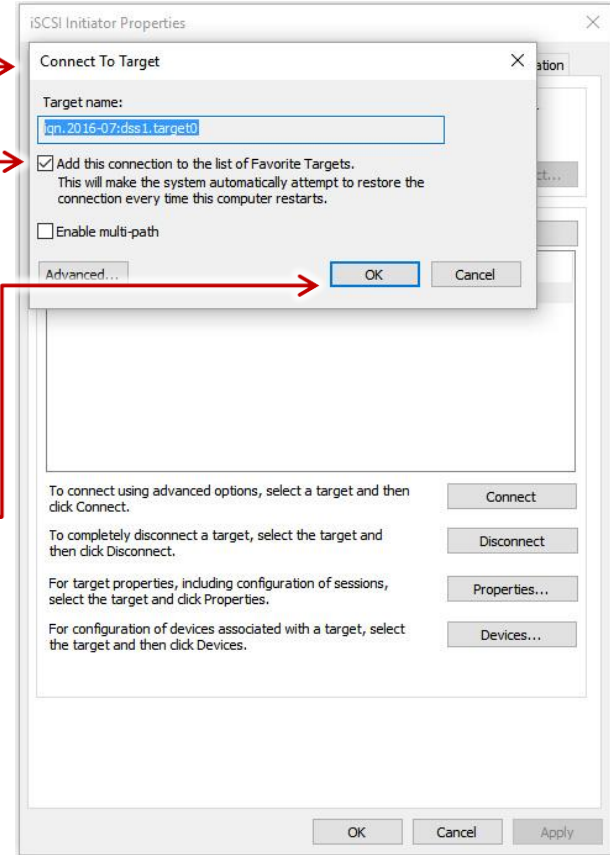 iSCSI Initiator Properties
Connect To Target
ation
Target name:
iqn.2016-07:dss1.target0
Add this connection to the list of Favorite Targets.
This will make the system automatically attempt to restore the
connection every time this computer restarts.
Enable multi-path
Advanced...
OK
Cancel
To connect using advanced options, select a target and then
click Connect.
Connect
To completely disconnect a target, select the target and
then click Disconnect.
Disconnect
For target properties, including configuration of sessions,
select the target and click Properties.
Properties...
For configuration of devices associated with a target, select
the target and then click Devices.
Devices...
OK
Cancel
Apply